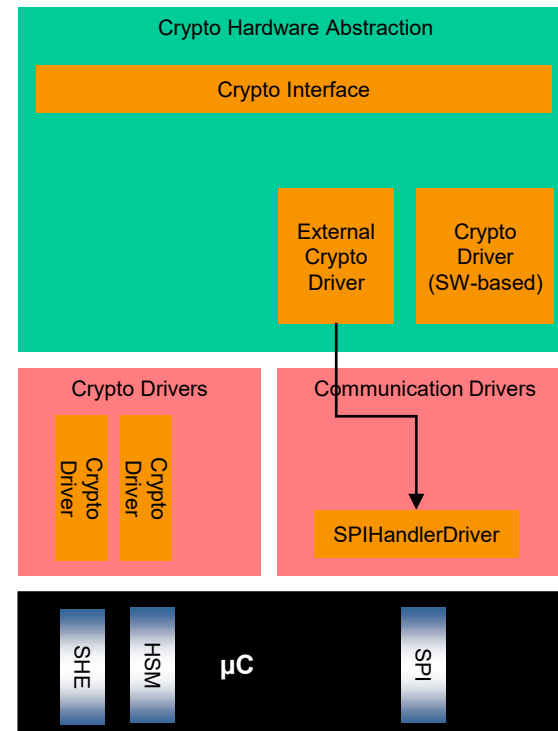 Crypto Hardware Abstraction
Crypto Interface
External
Crypto
Driver
Crypto
Driver
(SW-based)
Crypto Drivers
Communication Drivers
Crypto
Driver
Crypto
Driver
SPIHandlerDriver
SHE
HSM
µC
SPI